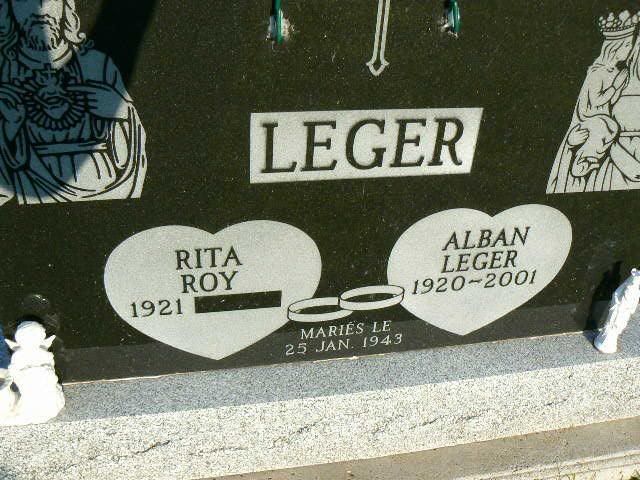 LEGER
RITA
ROY
1921
ALBAN
LEGER
1920~2001
MARIÉS LE
25 JAN. 1943